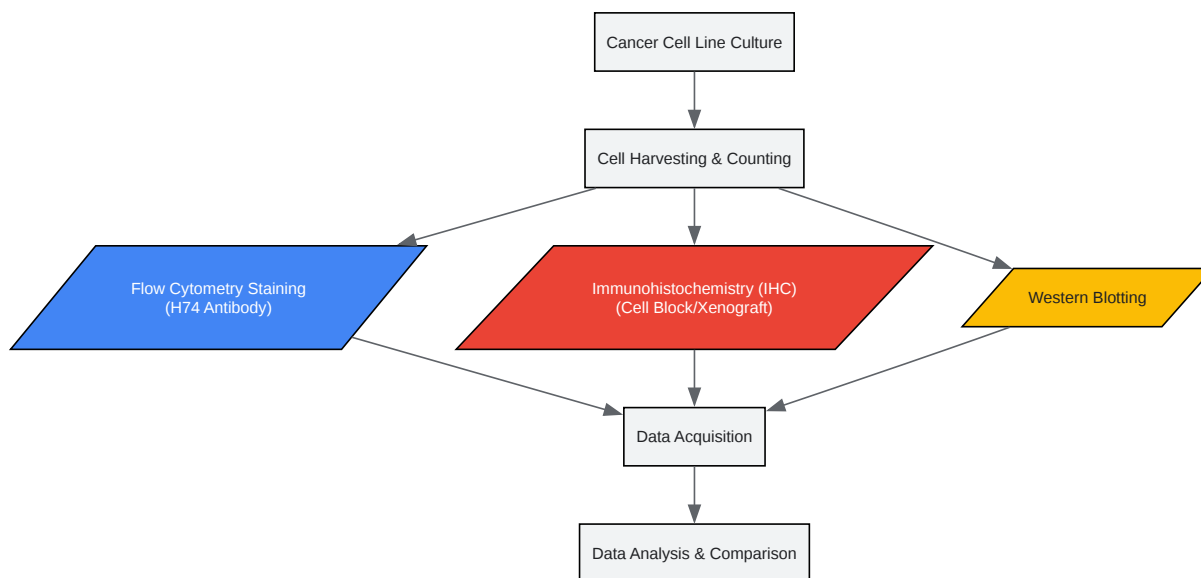 Cancer Cell Line Culture
Cell Harvesting & Counting
Flow Cytometry Staining
(H74 Antibody)
Immunohistochemistry (IHC)
(Cell Block/Xenograft)
Western Blotting
Data Acquisition
Data Analysis & Comparison